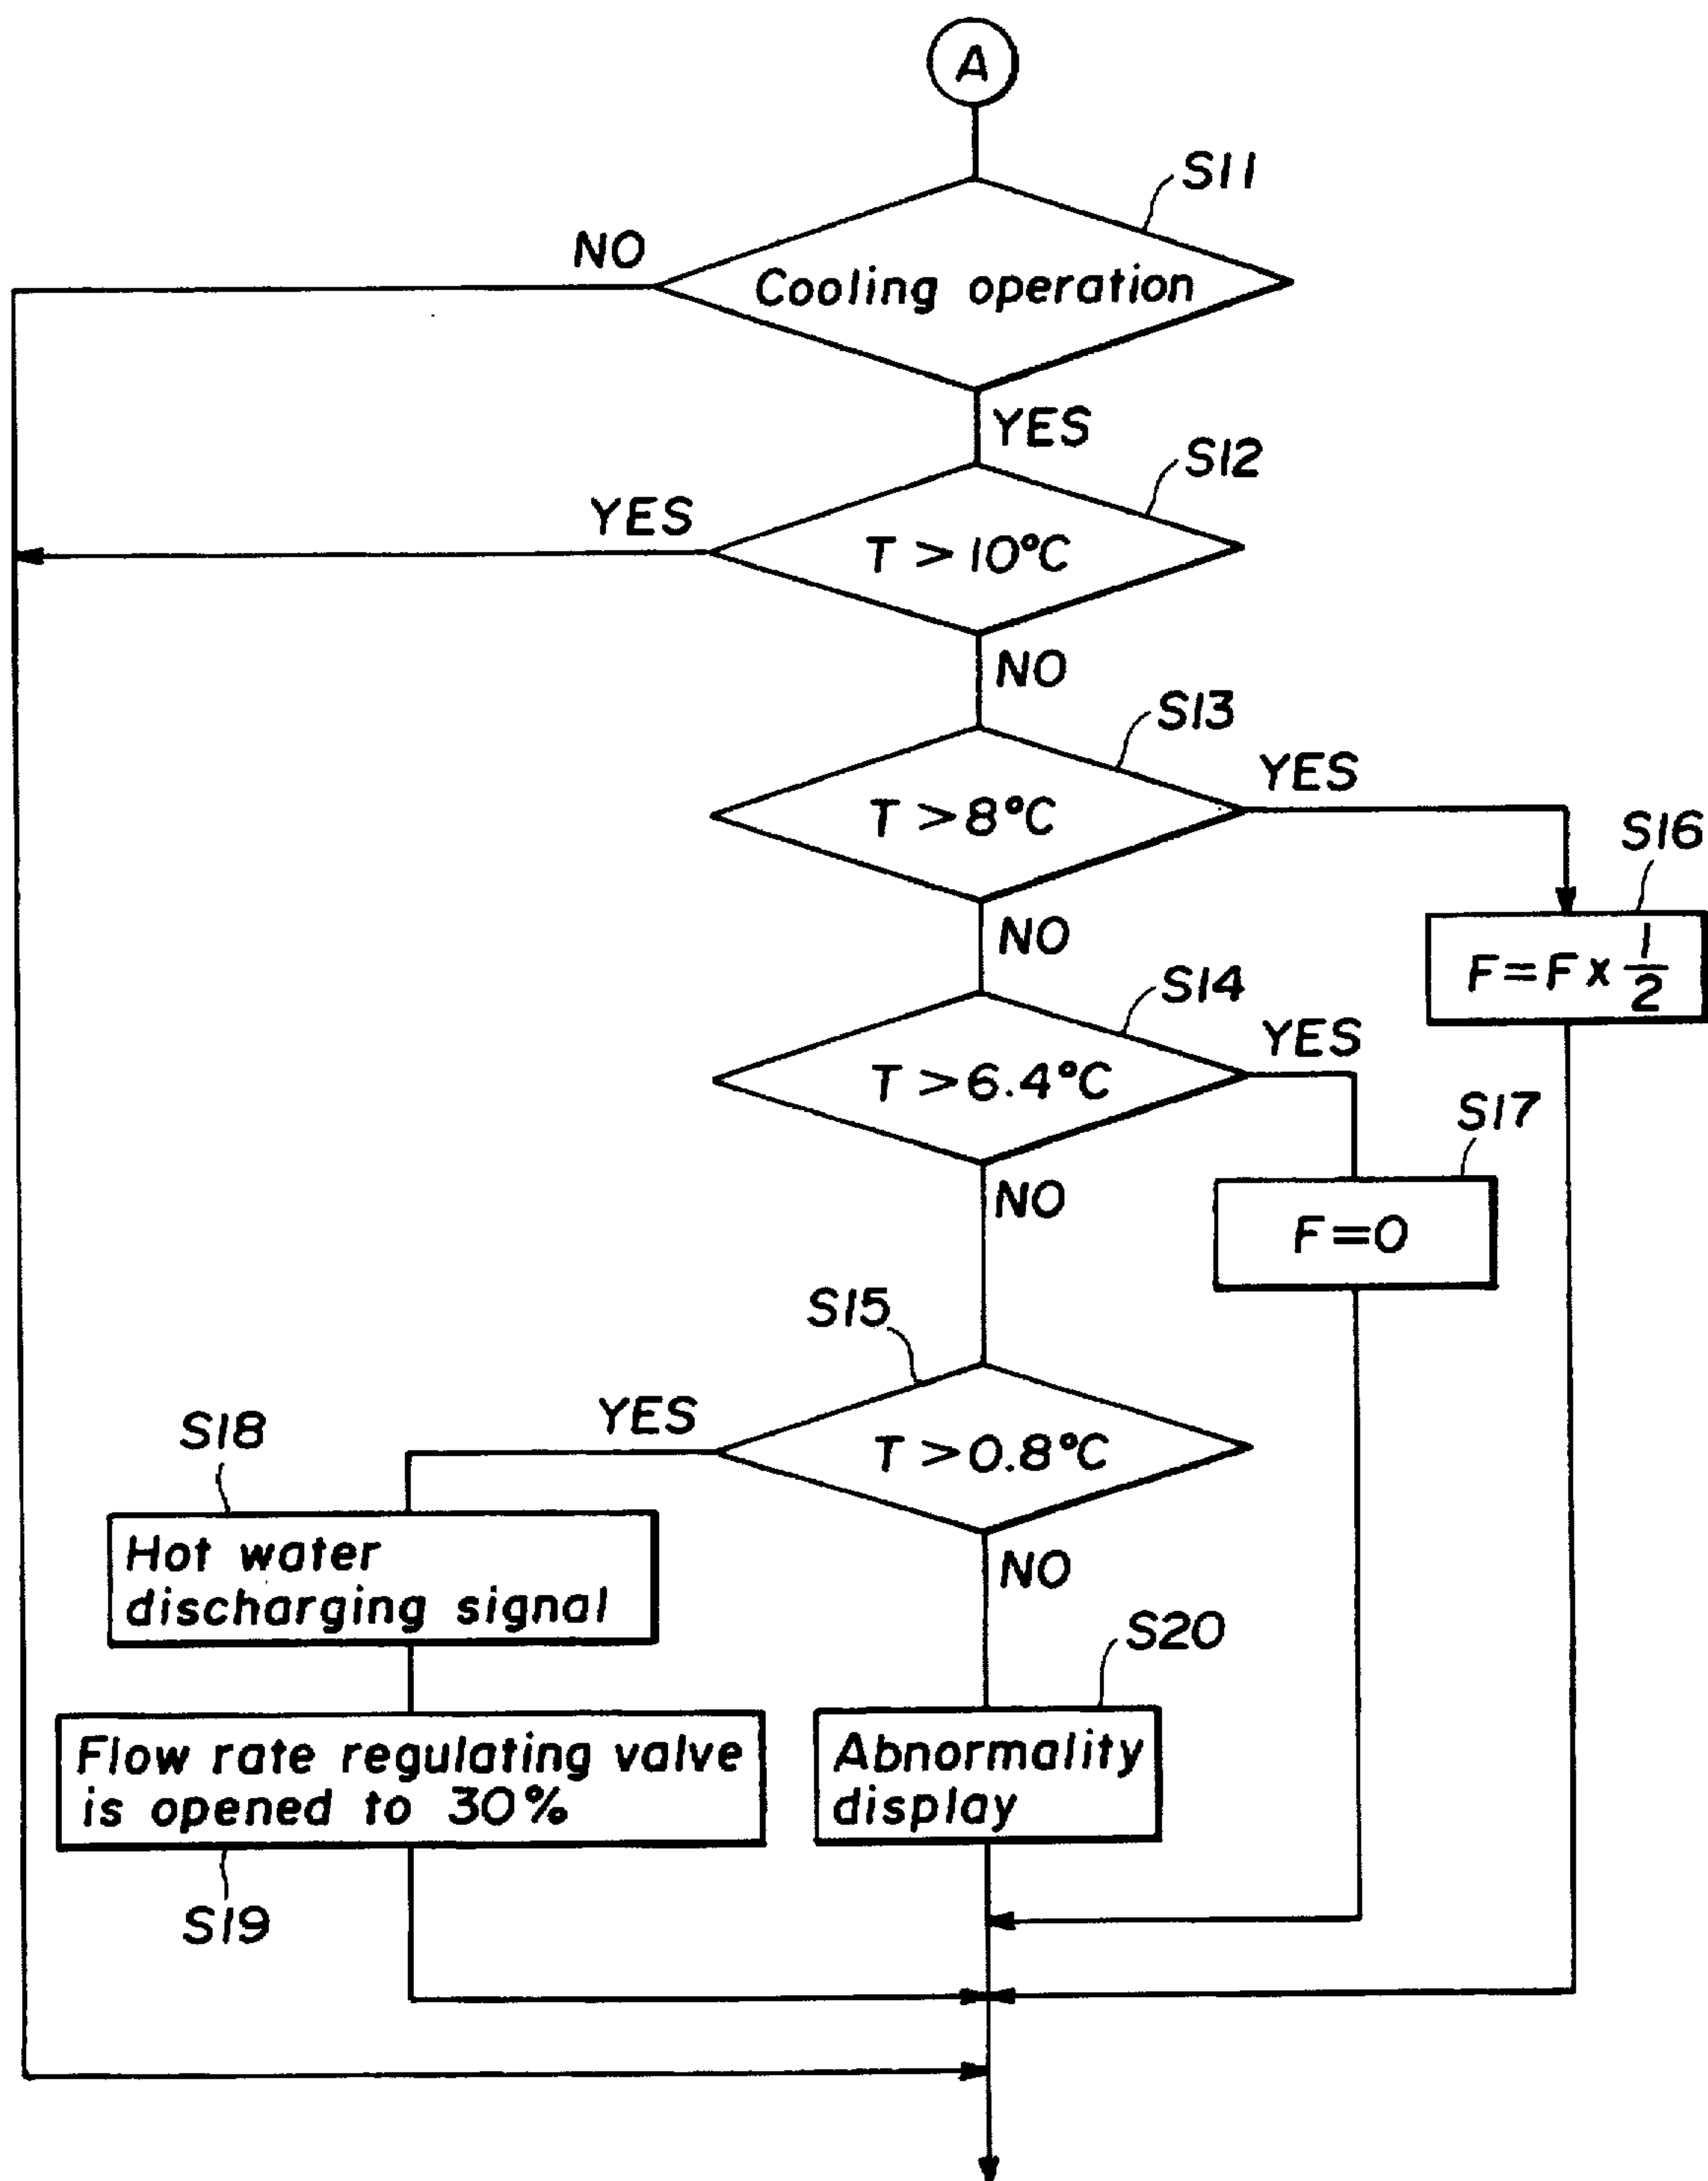 A
S11
NO
Cooling operation
YES
S12
YES
T > 10°C
NO
S13
YES
T > 8°C
S16
NO
F = F x 1/2
S14
YES
T > 6.4°C
S17
NO
F = 0
S15
YES
S18
T > 0.8°C
Hot water
discharging signal
NO
S20
Flow rate regulating valve
is opened to 30%
Abnormality
display
S19